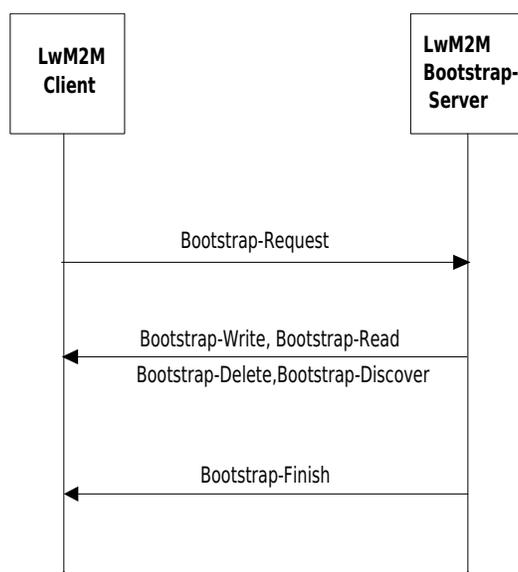 LwM2M
Client
LwM2M
Bootstrap-
Server
Bootstrap-Request
Bootstrap-Write, Bootstrap-Read
Bootstrap-Delete,Bootstrap-Discover
Bootstrap-Finish